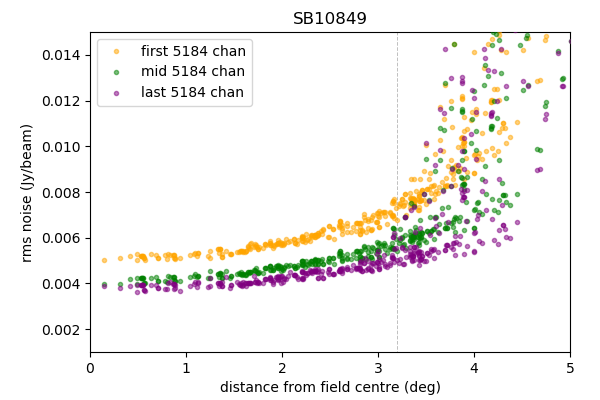 SB10849
first 5184 chan
mid 5184 chan
last 5184 chan
0.014
0.012
0.010
0.008
0.006
0.004
0.002
rms noise (Jy/beam)
0 1 2 3 4 5
distance from field centre (deg)